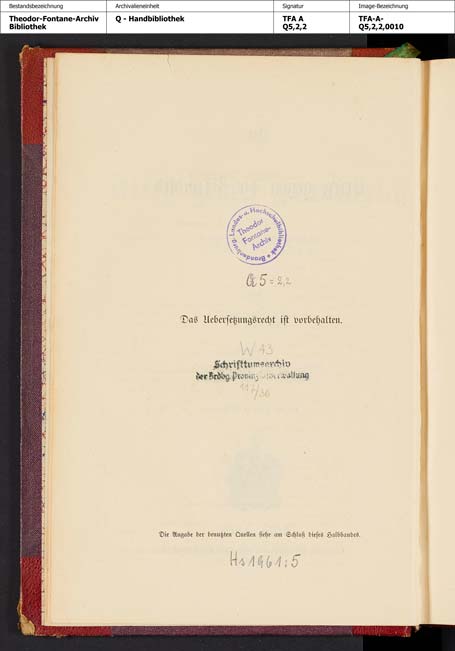 Bestandsbezeichnung
Theodor-Fontane-Archiv
Bibliothek
Archivalieneinheit
Q - Handbibliothek
Signatur
TFA A
Q5,2,2
Image-Bezeichnung
TFA-A-
Q5,2,2,0010
Brandenburg. Landes- u. Hochschulbibliothek
Theodor
Fontane-
Archiv
Q 5 = 2,2
Das Uebersetzungsrecht ist vorbehalten.
W 43
Schrifttumsarchiv
der Brdbg. Provinzialverwaltung
Die Angabe der benutzten Quellen siehe am Schluß dieses Halbbandes.
Hs 1961:5